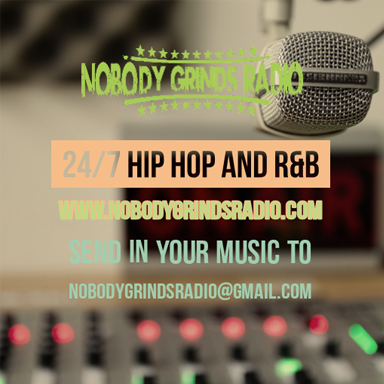 NOBODY GRINDS RADIO
24/7 HIP HOP AND R&B
WWW.NOBODYGRINDSRADIO.COM
SEND IN YOUR MUSIC TO
NOBODYGRINDSRADIO@GMAIL.COM